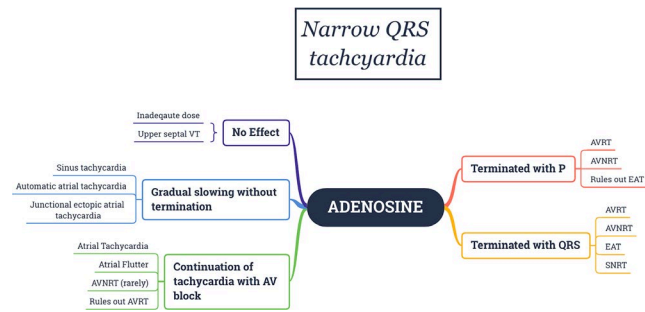 Narrow QRS
tachcyardia
Inadeqaute dose
Upper septal VT
No Effect
Sinus tachycardia
Automatic atrial tachycardia
Junctional ectopic atrial
tachycardia
Gradual slowing without
termination
Atrial Tachycardia
Atrial Flutter
AVNRT (rarely)
Rules out AVRT
Continuation of
tachycardia with AV
block
ADENOSINE
Terminated with P
AVRT
AVNRT
Rules out EAT
Terminated with QRS
AVRT
AVNRT
EAT
SNRT